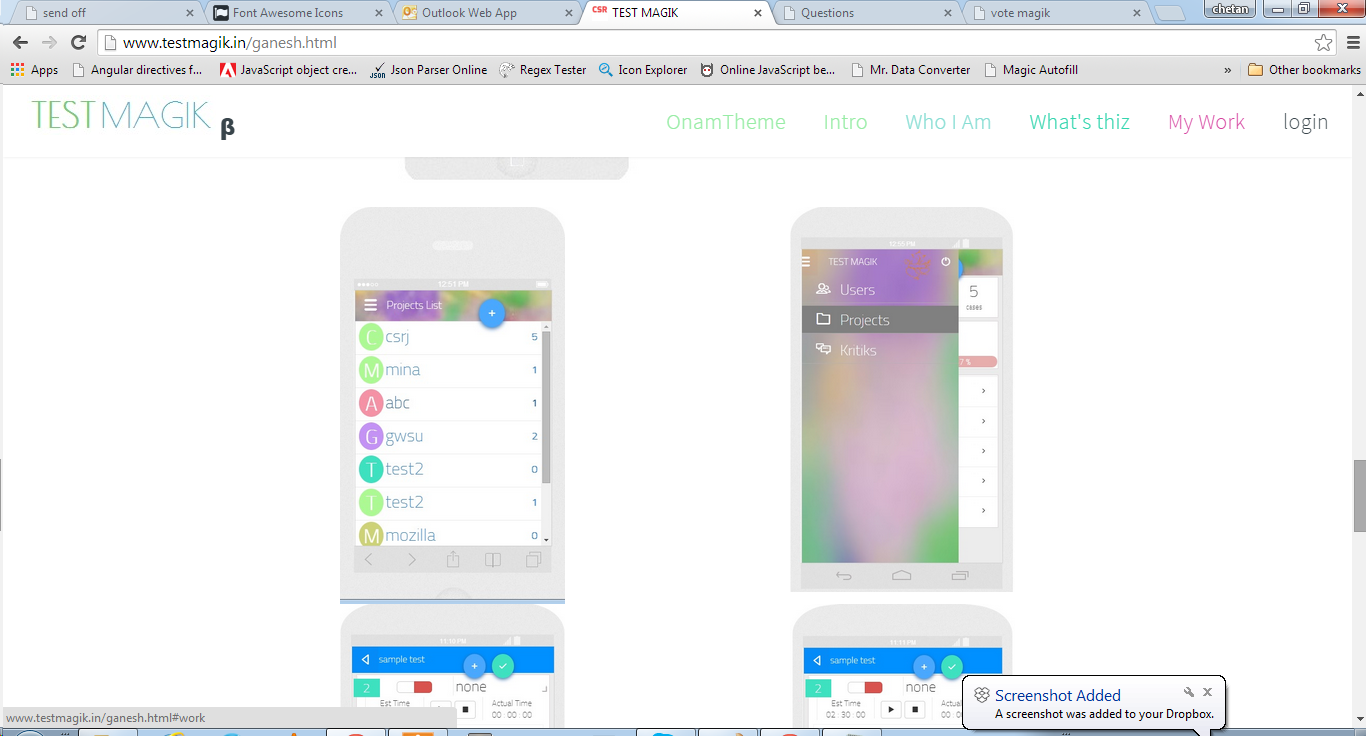 send off
Font Awesome Icons
Outlook Web App
CSR TEST MAGIK
Questions
vote magik
chetan
www.testmagik.in/ganesh.html
Apps
Angular directives f...
JavaScript object cre...
Json Parser Online
Regex Tester
Icon Explorer
Online JavaScript be...
Mr. Data Converter
Magic Autofill
»
Other bookmarks
TESTMAGIK β
OnamTheme
Intro
Who I Am
What's thiz
My Work
login
12:51 PM
Projects List
+
C csrj 5
M mina 1
A abc 1
G gwsu 2
T test2 0
T test2 1
M mozilla 0
12:55 PM
TEST MAGIK
Users
Projects
Kritiks
5
CASES
7 %
11:10 PM
sample test
+
2
none
Est Time
Actual Time
00 : 00 : 00
11:11 PM
sample test
+
2
none
Est Time
02 : 30 : 00
Screenshot Added
A screenshot was added to your Dropbox.
www.testmagik.in/ganesh.html#work